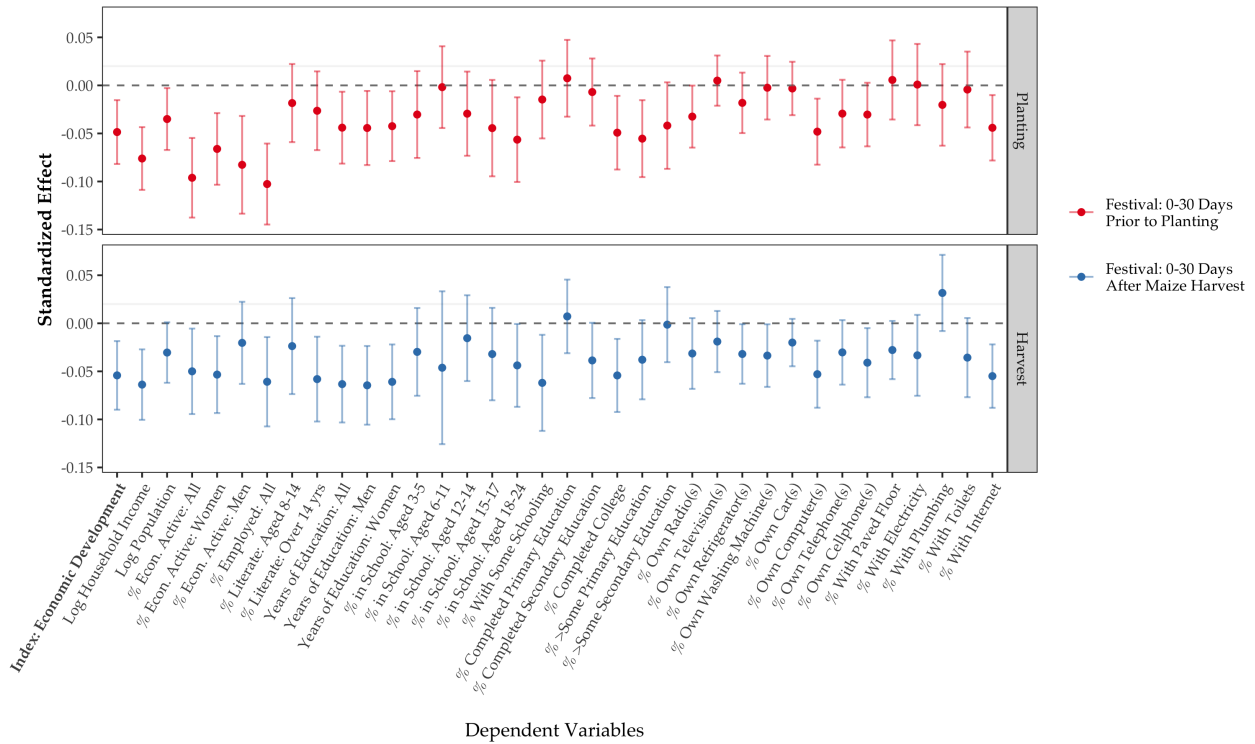 Standardized Effect
0.05
0.00
-0.05
-0.10
-0.15
Planting
0.05
0.00
-0.05
-0.10
-0.15
Harvest
Index: Economic Development
Log Household Income
Log Population
% Econ. Active: All
% Econ. Active: Women
% Econ. Active: Men
% Employed: All
% Literate: Aged 8-14
% Literate: Over 14 yrs
Years of Education: All
Years of Education: Men
Years of Education: Women
% in School: Aged 3-5
% in School: Aged 6-11
% in School: Aged 12-14
% in School: Aged 15-17
% in School: Aged 18-24
% With Some Schooling
% Completed Primary Education
% Completed Secondary Education
% Completed College
% >Some Primary Education
% >Some Secondary Education
% Own Radio(s)
% Own Television(s)
% Own Refrigerator(s)
% Own Washing Machine(s)
% Own Car(s)
% Own Computer(s)
% Own Telephone(s)
% Own Cellphone(s)
% With Paved Floor
% With Electricity
% With Plumbing
% With Toilets
% With Internet
Dependent Variables
Festival: 0-30 Days
Prior to Planting
Festival: 0-30 Days
After Maize Harvest